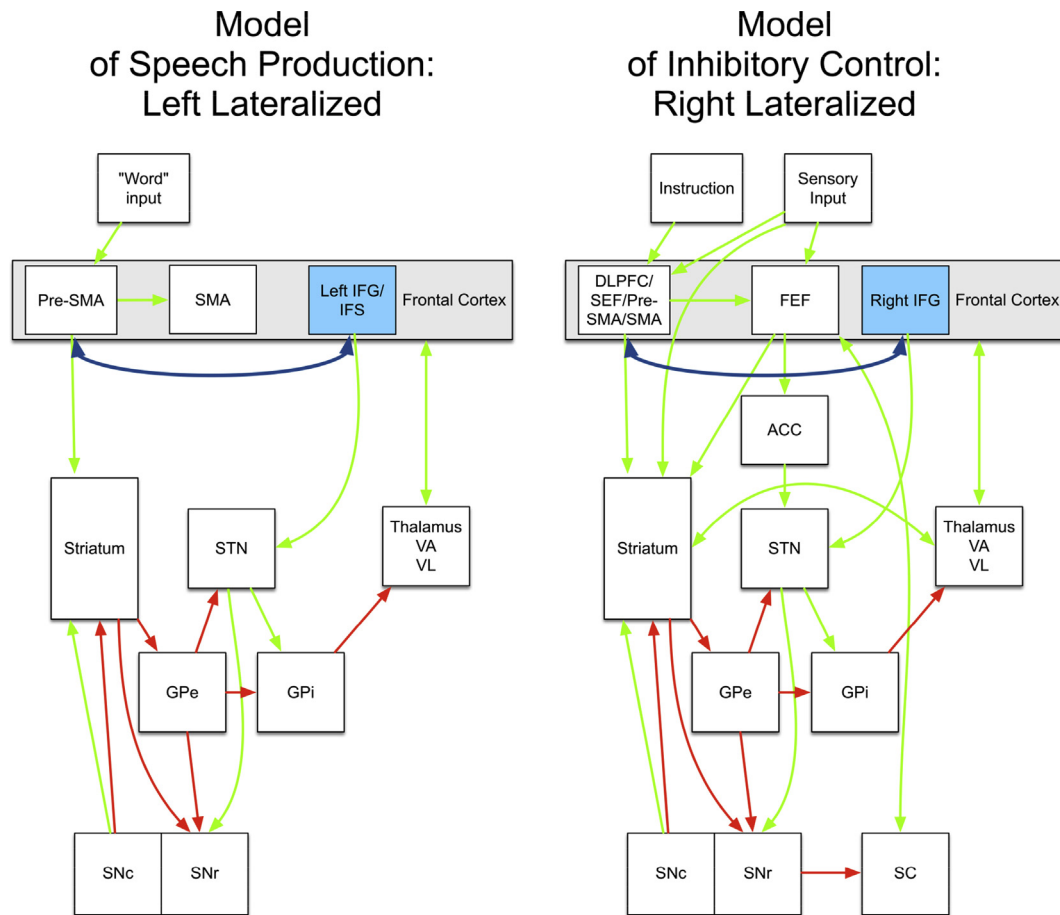 Model
of Speech Production:
Left Lateralized
"Word"
input
Pre-SMA
SMA
Left IFG/
IFS
Frontal Cortex
Striatum
STN
Thalamus
VA
VL
GPe
GPi
SNc
SNr
Model
of Inhibitory Control:
Right Lateralized
Instruction
Sensory
Input
DLPFC/
SEF/Pre-
SMA/SMA
FEF
Right IFG
Frontal Cortex
ACC
Striatum
STN
Thalamus
VA
VL
GPe
GPi
SNc
SNr
SC